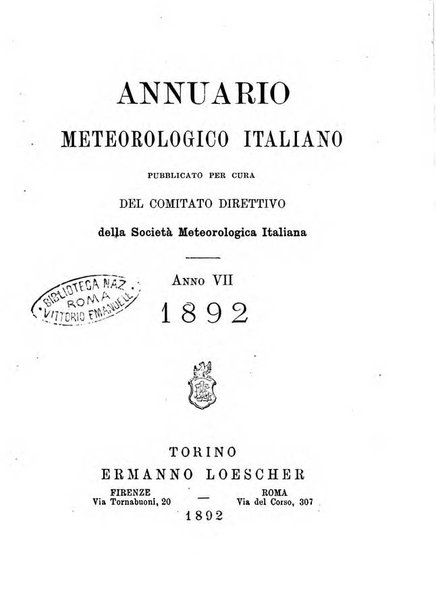 ANNUARIO
METEOROLOGICO ITALIANO
PUBBLICATO PER CURA
DEL COMITATO DIRETTIVO
della Società Meteorologica Italiana
ANNO VII
1892
BIBLIOTECA NAZ.
ROMA
VITTORIO EMANUELE
TORINO
ERMANNO LOESCHER
FIRENZE
Via Tornabuoni, 20
—
ROMA
Via del Corso, 307
1892